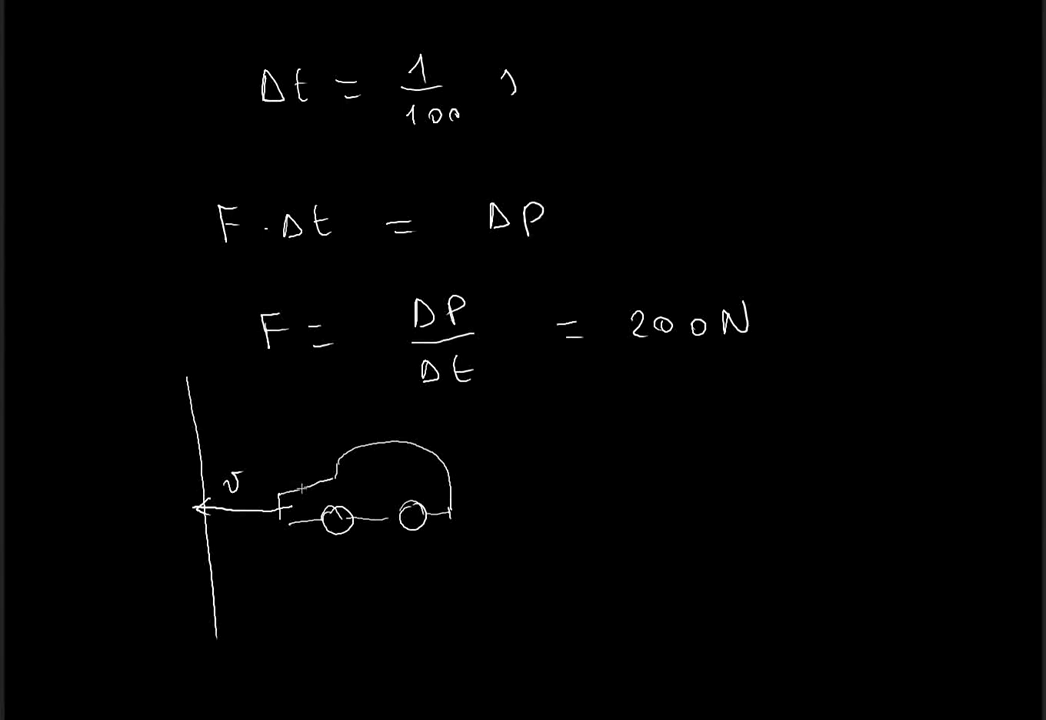 Δt = 1/100 s
F . Δt = ΔP
F = ΔP/Δt = 200N
v